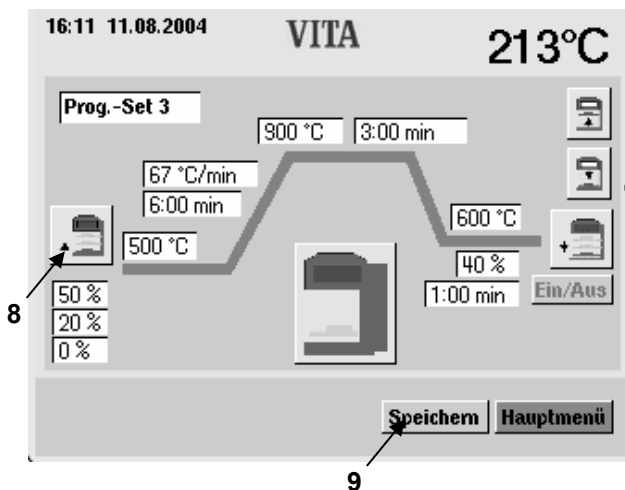 16:11 11.08.2004
VITA
213°C
Prog.-Set 3
900 °C
3:00 min
67 °C/min
6:00 min
500 °C
600 °C
40 %
1:00 min
Ein/Aus
8
50 %
20 %
0 %
Speichern
Hauptmenü
9